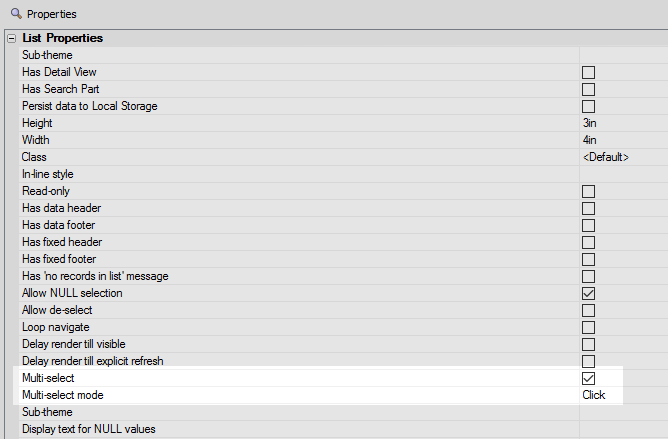 Properties
List Properties
Sub-theme
Has Detail View
Has Search Part
Persist data to Local Storage
Height 3in
Width 4in
Class <Default>
In-line style
Read-only
Has data header
Has data footer
Has fixed header
Has fixed footer
Has 'no records in list' message
Allow NULL selection
Allow de-select
Loop navigate
Delay render till visible
Delay render till explicit refresh
Multi-select
Multi-select mode Click
Sub-theme
Display text for NULL values